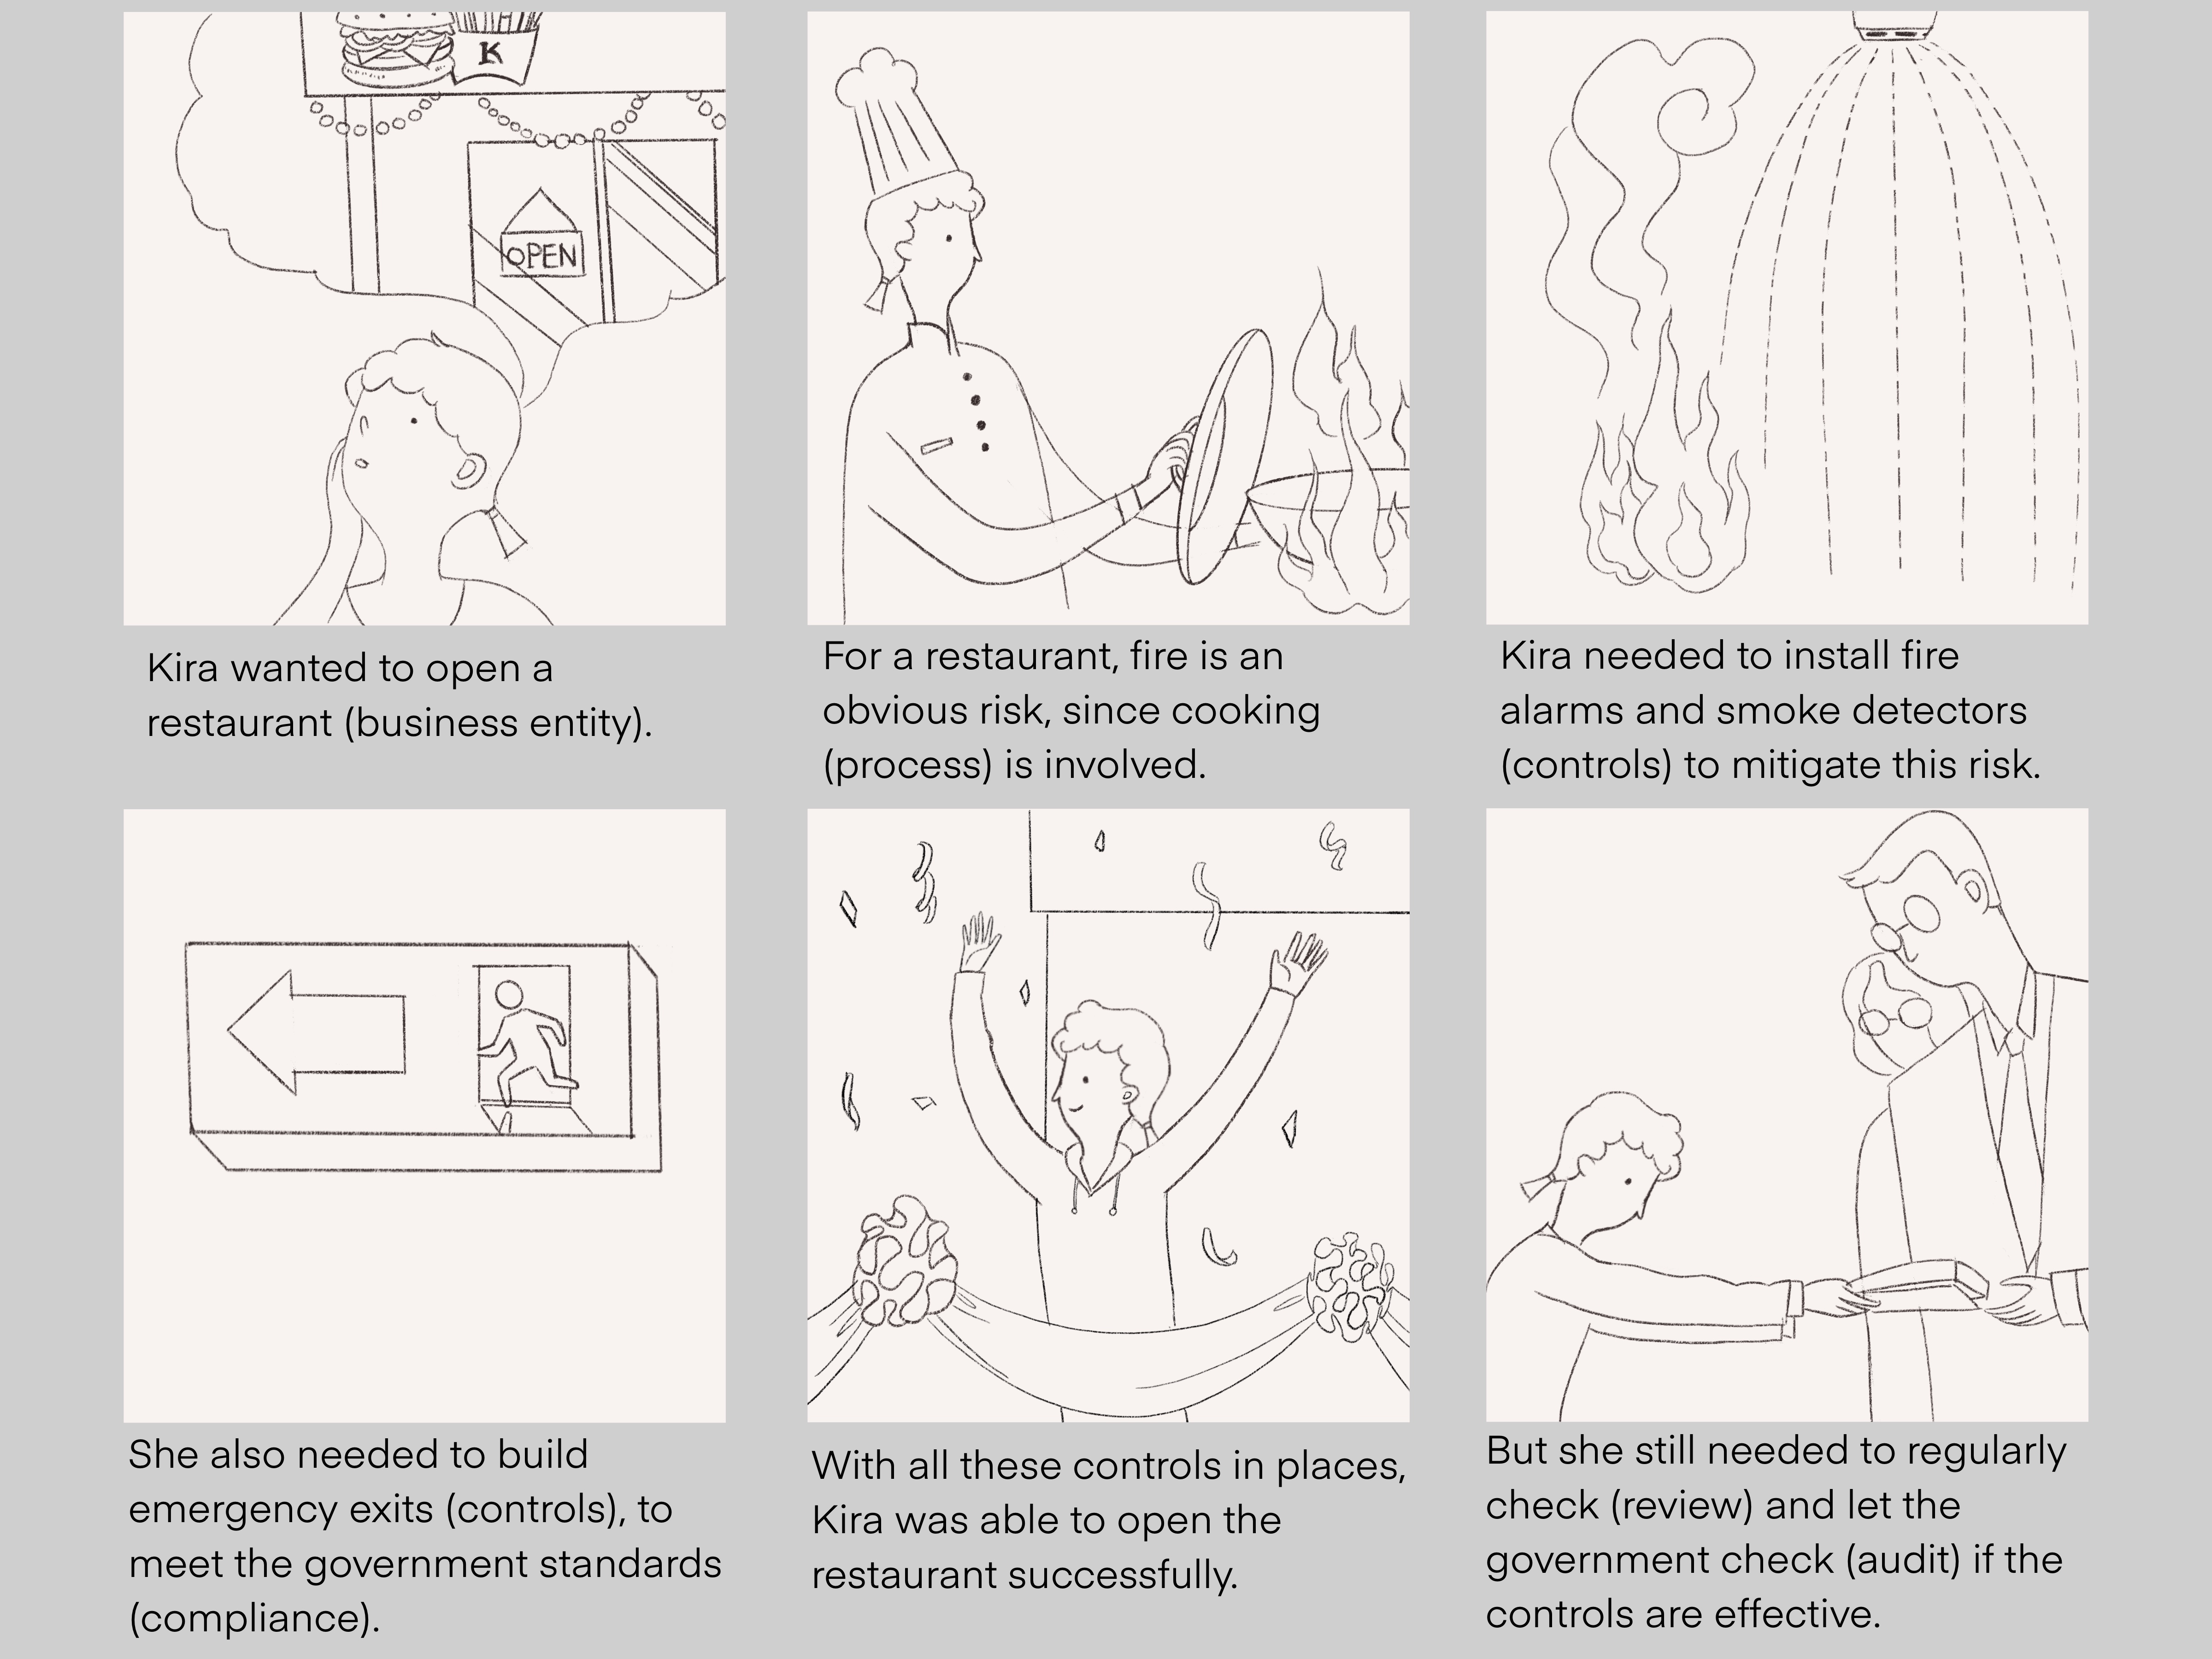 K
OPEN
Kira wanted to open a
restaurant (business entity).
For a restaurant, fire is an
obvious risk, since cooking
(process) is involved.
Kira needed to install fire
alarms and smoke detectors
(controls) to mitigate this risk.
She also needed to build
emergency exits (controls), to
meet the government standards
(compliance).
With all these controls in places,
Kira was able to open the
restaurant successfully.
But she still needed to regularly
check (review) and let the
government check (audit) if the
controls are effective.